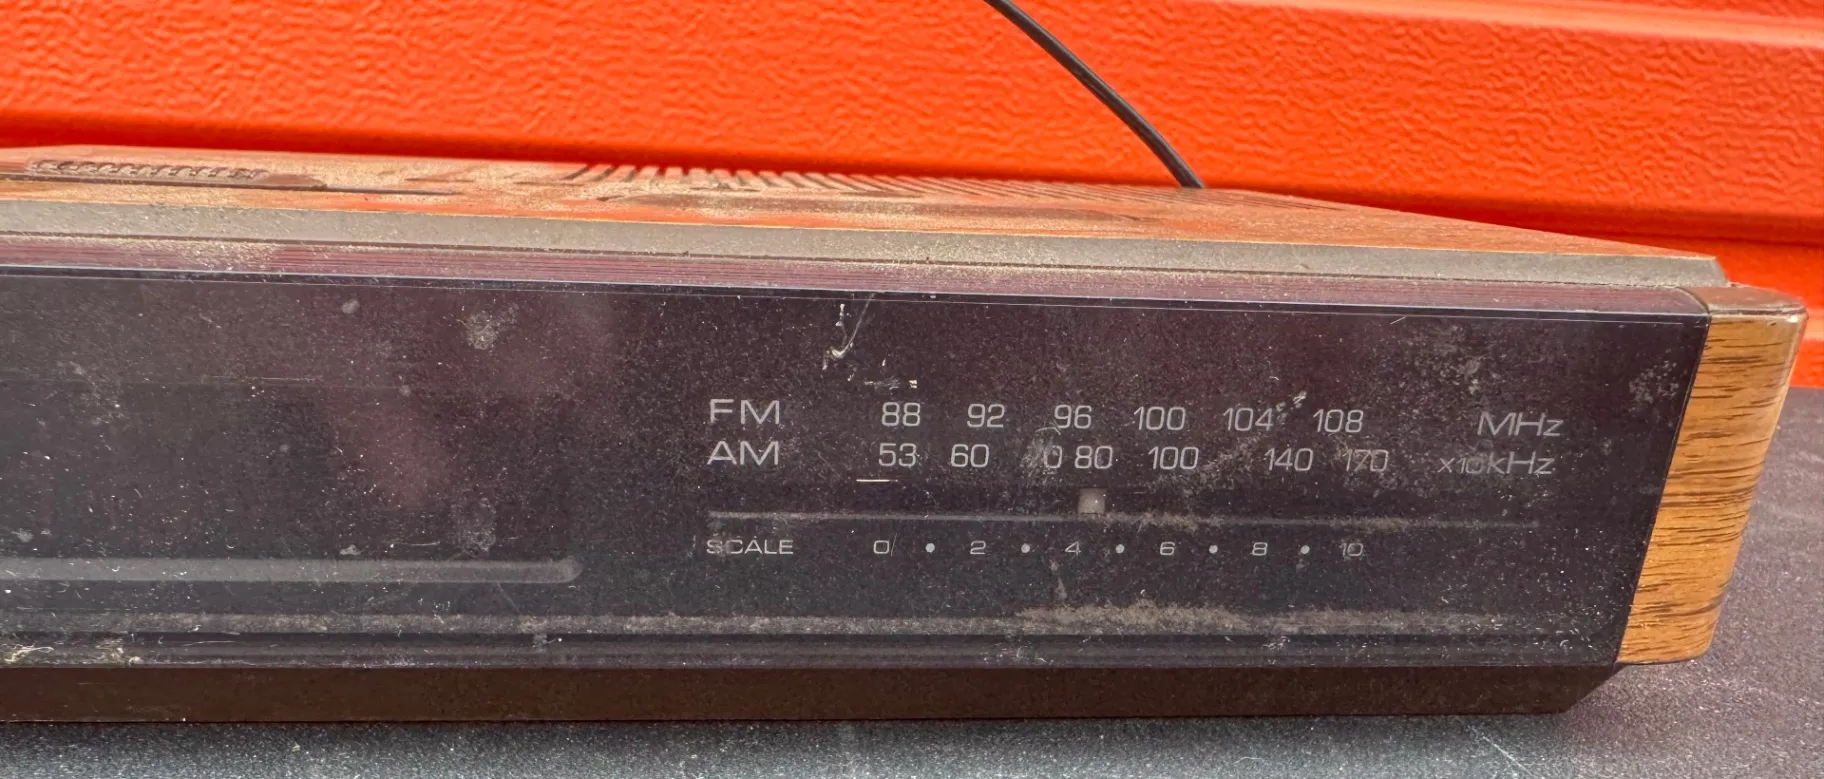 FM 88 92 96 100 104 108 MHz
AM 53 60 70 80 100 140 170 x10kHz
SCALE 0 • 2 • 4 • 6 • 8 • 10